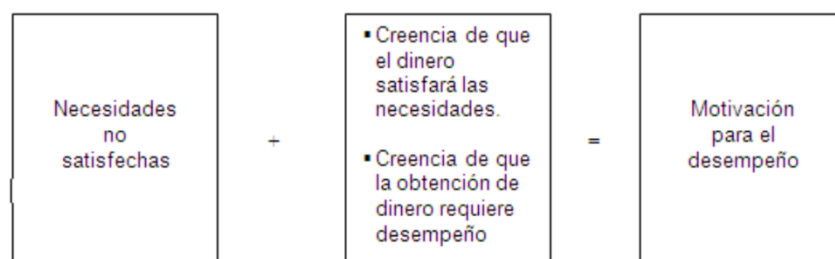 Necesidades
no
satisfechas
+
▪ Creencia de que
el dinero
satisfará las
necesidades.
▪ Creencia de que
la obtención de
dinero requiere
desempeño
=
Motivación
para el
desempeño